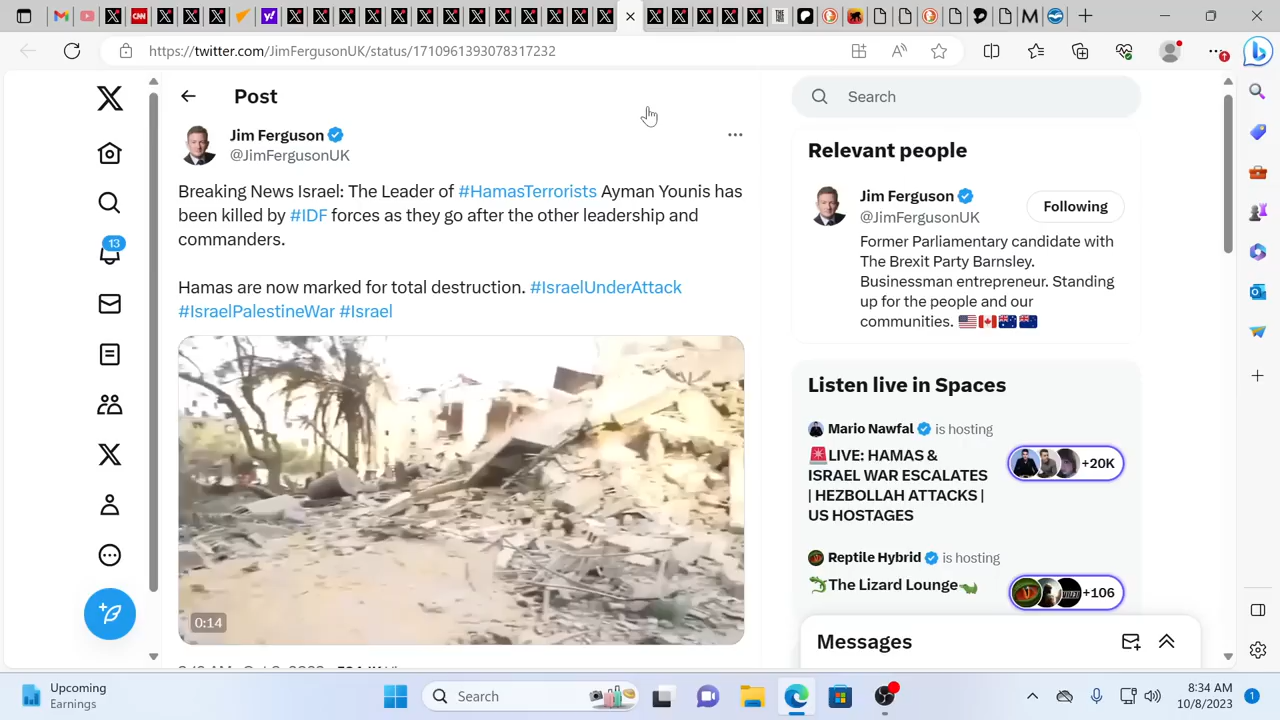 https://twitter.com/JimFergusonUK/status/1710961393078317232
Post
Jim Ferguson
@JimFergusonUK
Breaking News Israel: The Leader of #HamasTerrorists Ayman Younis has
been killed by #IDF forces as they go after the other leadership and
commanders.
Hamas are now marked for total destruction. #IsraelUnderAttack
#IsraelPalestineWar #Israel
0:14
13
Search
Relevant people
Jim Ferguson
@JimFergusonUK
Following
Former Parliamentary candidate with
The Brexit Party Barnsley.
Businessman entrepreneur. Standing
up for the people and our
communities.
Listen live in Spaces
Mario Nawfal is hosting
LIVE: HAMAS &
ISRAEL WAR ESCALATES
| HEZBOLLAH ATTACKS |
US HOSTAGES
+20K
Reptile Hybrid is hosting
The Lizard Lounge
+106
Messages
Upcoming
Earnings
Search
8:34 AM
10/8/2023
1